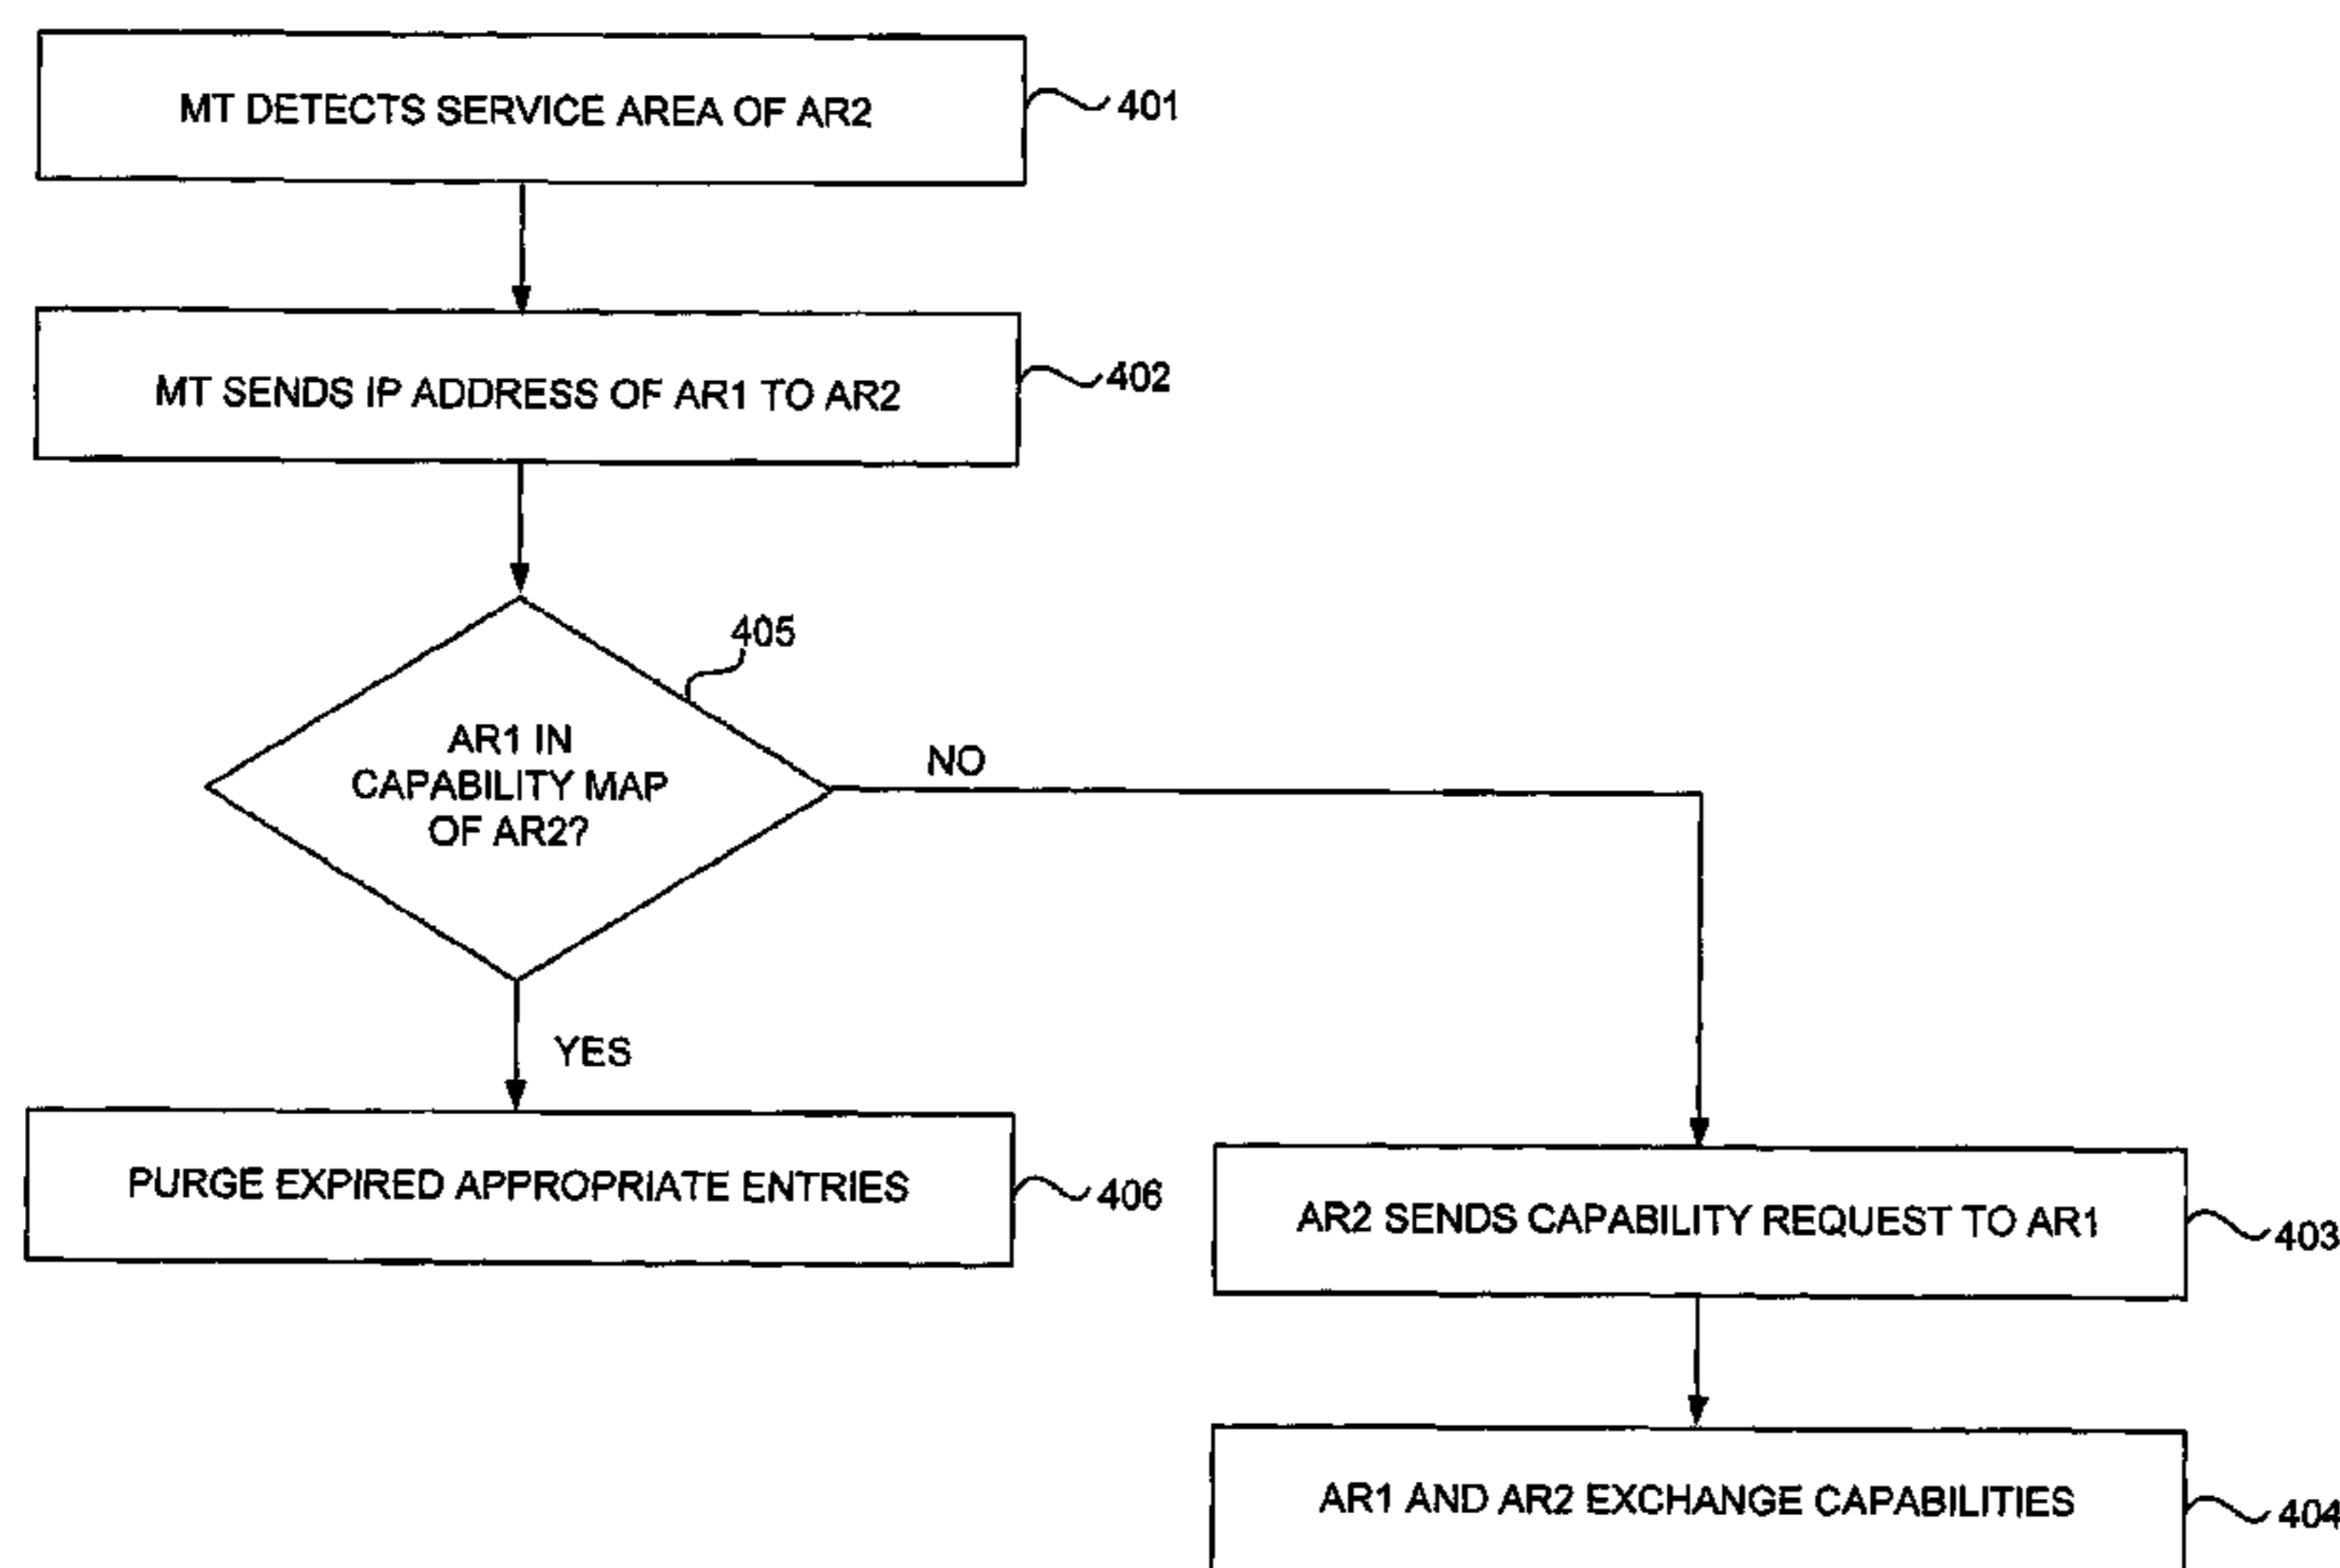 MT DETECTS SERVICE AREA OF AR2
401
MT SENDS IP ADDRESS OF AR1 TO AR2
402
405
AR1 IN
CAPABILITY MAP
OF AR2?
NO
YES
PURGE EXPIRED APPROPRIATE ENTRIES
406
AR2 SENDS CAPABILITY REQUEST TO AR1
403
AR1 AND AR2 EXCHANGE CAPABILITIES
404